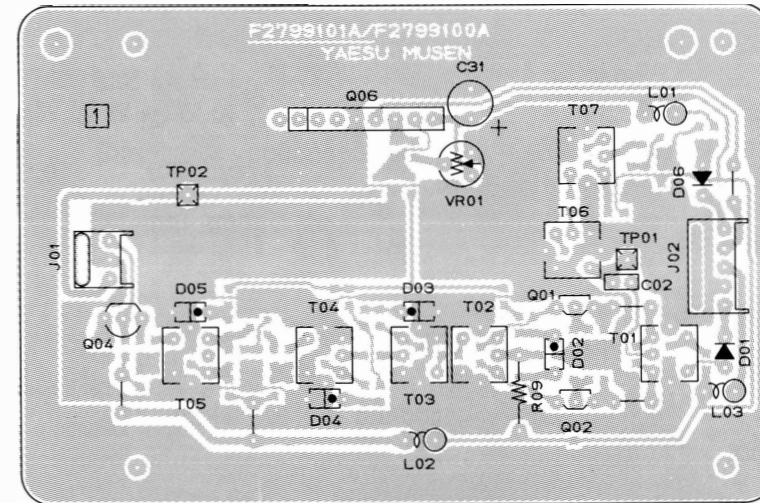 F2799101A/F2799100A
YAESU MUSEN
C31
L01
Q06
T07
1
+
TP02
VR01
D06
T06
TP01
J01
J02
C02
D05
D03
T04
T02
Q01
T01
Q04
D02
D01
T05
T03
R09
D04
Q02
L03
L02